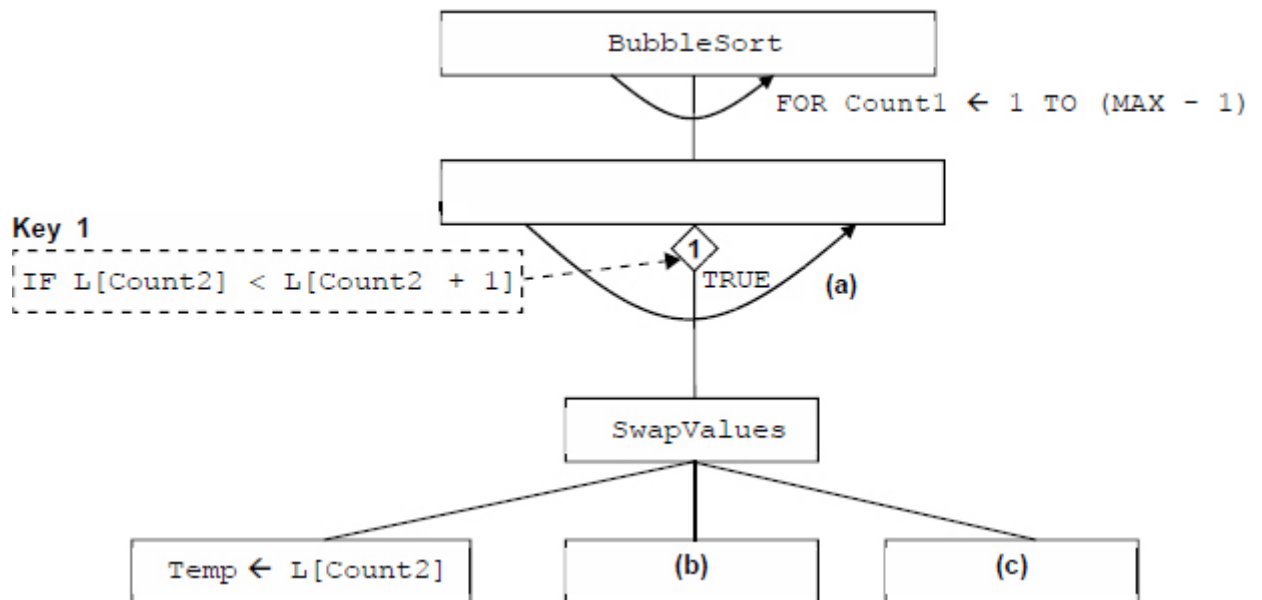 BubbleSort
FOR Count1 ← 1 TO (MAX - 1)
Key 1
IF L[Count2] < L[Count2 + 1]
1
TRUE
(a)
SwapValues
Temp ← L[Count2]
(b)
(c)